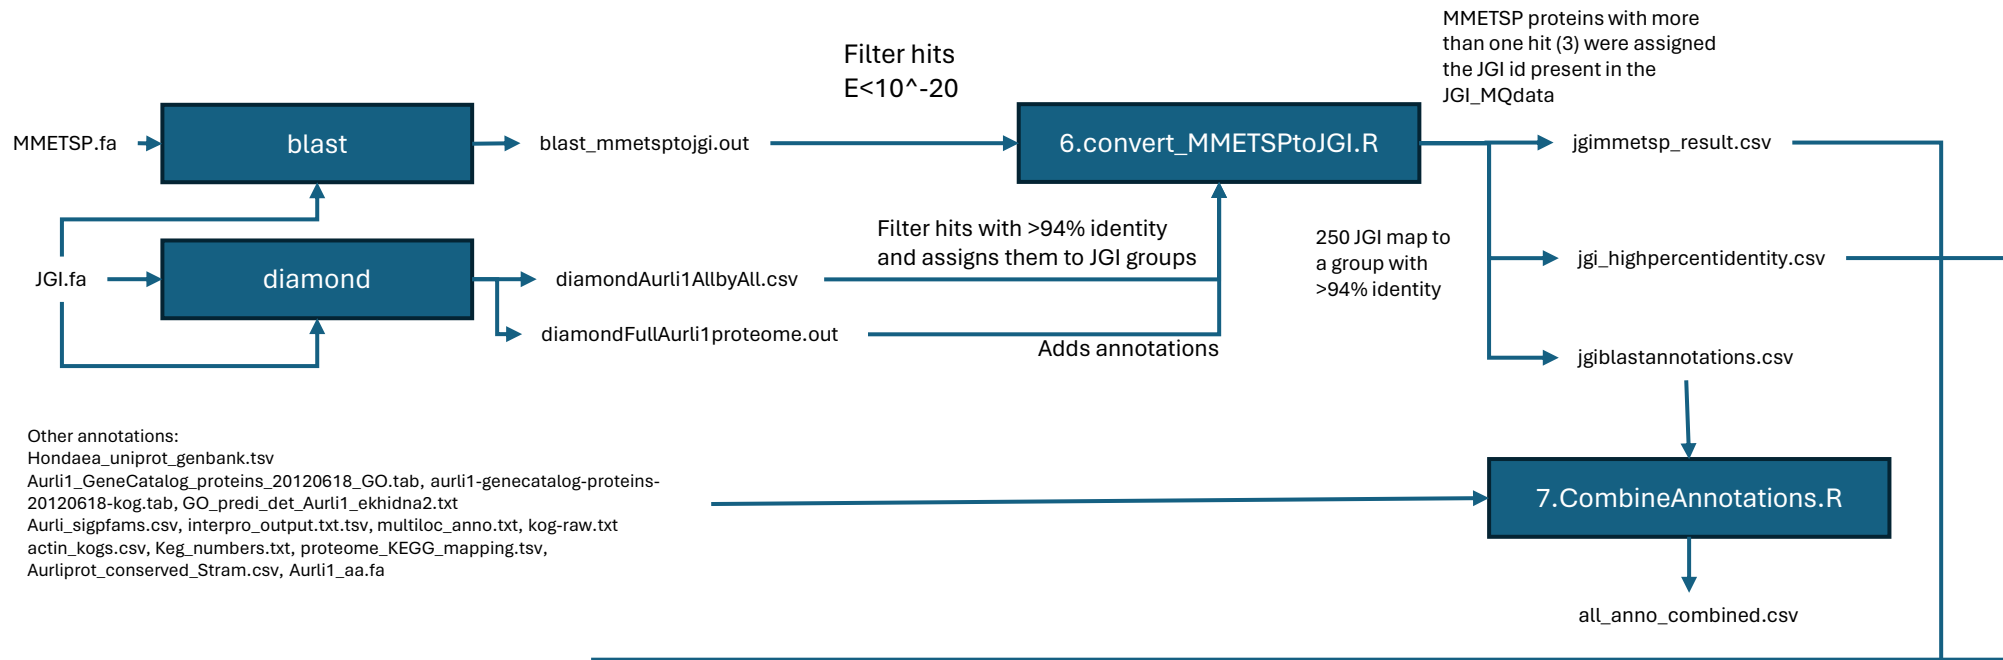 MMETSP proteins with more
than one hit (3) were assigned
the JGI id present in the
JGI_MQdata
Filter hits
E<10^-20
MMETSP.fa
blast
blast_mmetsptojgi.out
6.convert_MMETSPtoJGI.R
jgimmetsp_result.csv
Filter hits with >94% identity
and assigns them to JGI groups
250 JGI map to
a group with
>94% identity
jgi_highpercentidentity.csv
JGI.fa
diamond
diamondAurli1AllbyAll.csv
diamondFullAurli1proteome.out
Adds annotations
jgiblastannotations.csv
Other annotations:
Hondaea_uniprot_genbank.tsv
Aurli1_GeneCatalog_proteins_20120618_GO.tab, aurli1-genecatalog-proteins-
20120618-kog.tab, GO_predi_det_Aurli1_ekhidna2.txt
Aurli_sigpfams.csv, interpro_output.txt.tsv, multiloc_anno.txt, kog-raw.txt
actin_kogs.csv, Keg_numbers.txt, proteome_KEGG_mapping.tsv,
Aurliprot_conserved_Stram.csv, Aurli1_aa.fa
7.CombineAnnotations.R
all_anno_combined.csv